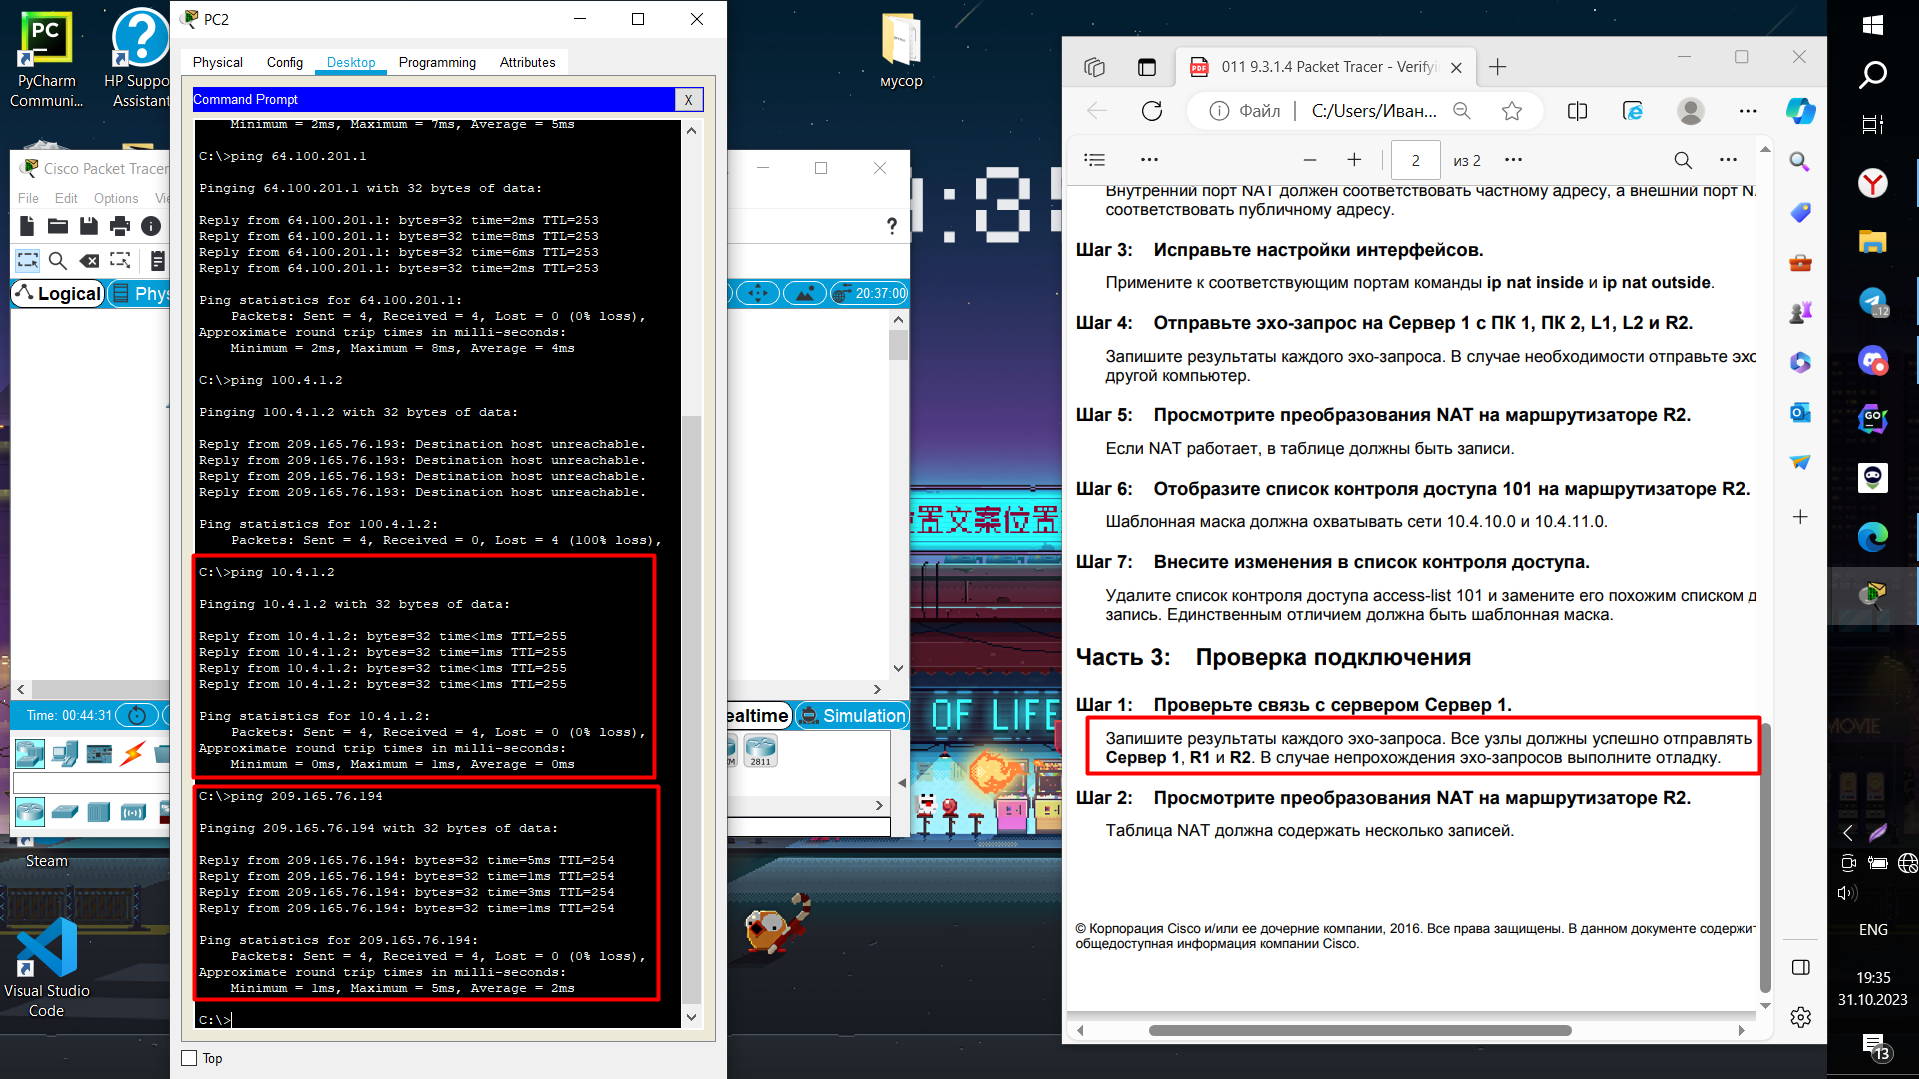 PyCharm
Communi...
HP Suppo
Assistant
PC2
Physical
Config
Desktop
Programming
Attributes
Command Prompt
X
Minimum = 2ms, Maximum = 7ms, Average = 5ms
C:\>ping 64.100.201.1
Pinging 64.100.201.1 with 32 bytes of data:
Reply from 64.100.201.1: bytes=32 time=2ms TTL=253
Reply from 64.100.201.1: bytes=32 time=8ms TTL=253
Reply from 64.100.201.1: bytes=32 time=6ms TTL=253
Reply from 64.100.201.1: bytes=32 time=2ms TTL=253
Ping statistics for 64.100.201.1:
Packets: Sent = 4, Received = 4, Lost = 0 (0% loss),
Approximate round trip times in milli-seconds:
Minimum = 2ms, Maximum = 8ms, Average = 4ms
C:\>ping 100.4.1.2
Pinging 100.4.1.2 with 32 bytes of data:
Reply from 209.165.76.193: Destination host unreachable.
Reply from 209.165.76.193: Destination host unreachable.
Reply from 209.165.76.193: Destination host unreachable.
Reply from 209.165.76.193: Destination host unreachable.
Ping statistics for 100.4.1.2:
Packets: Sent = 4, Received = 0, Lost = 4 (100% loss),
C:\>ping 10.4.1.2
Pinging 10.4.1.2 with 32 bytes of data:
Reply from 10.4.1.2: bytes=32 time<1ms TTL=255
Reply from 10.4.1.2: bytes=32 time=1ms TTL=255
Reply from 10.4.1.2: bytes=32 time<1ms TTL=255
Reply from 10.4.1.2: bytes=32 time<1ms TTL=255
Ping statistics for 10.4.1.2:
Packets: Sent = 4, Received = 4, Lost = 0 (0% loss),
Approximate round trip times in milli-seconds:
Minimum = 0ms, Maximum = 1ms, Average = 0ms
C:\>ping 209.165.76.194
Pinging 209.165.76.194 with 32 bytes of data:
Reply from 209.165.76.194: bytes=32 time=5ms TTL=254
Reply from 209.165.76.194: bytes=32 time=1ms TTL=254
Reply from 209.165.76.194: bytes=32 time=3ms TTL=254
Reply from 209.165.76.194: bytes=32 time=1ms TTL=254
Ping statistics for 209.165.76.194:
Packets: Sent = 4, Received = 4, Lost = 0 (0% loss),
Approximate round trip times in milli-seconds:
Minimum = 1ms, Maximum = 5ms, Average = 2ms
C:\>
Top
Cisco Packet Tracer
File
Edit
Options
Logical
Time: 00:44:31
20:37:00
ealtime
Simulation
2811
Steam
Visual Studio
Code
мусор
OF LIFE
MOVIE
011 9.3.1.4 Packet Tracer - Verifyi
Файл
C:/Users/Иван...
2
из 2
Внутренний порт NAT должен соответствовать частному адресу, а внешний порт N
соответствовать публичному адресу.
Шаг 3: Исправьте настройки интерфейсов.
Примените к соответствующим портам команды ip nat inside и ip nat outside.
Шаг 4: Отправьте эхо-запрос на Сервер 1 с ПК 1, ПК 2, L1, L2 и R2.
Запишите результаты каждого эхо-запроса. В случае необходимости отправьте эхо
другой компьютер.
Шаг 5: Просмотрите преобразования NAT на маршрутизаторе R2.
Если NAT работает, в таблице должны быть записи.
Шаг 6: Отобразите список контроля доступа 101 на маршрутизаторе R2.
Шаблонная маска должна охватывать сети 10.4.10.0 и 10.4.11.0.
Шаг 7: Внесите изменения в список контроля доступа.
Удалите список контроля доступа access-list 101 и замените его похожим списком д
запись. Единственным отличием должна быть шаблонная маска.
Часть 3: Проверка подключения
Шаг 1: Проверьте связь с сервером Сервер 1.
Запишите результаты каждого эхо-запроса. Все узлы должны успешно отправлять
Сервер 1, R1 и R2. В случае непрохождения эхо-запросов выполните отладку.
Шаг 2: Просмотрите преобразования NAT на маршрутизаторе R2.
Таблица NAT должна содержать несколько записей.
© Корпорация Cisco и/или ее дочерние компании, 2016. Все права защищены. В данном документе содержит
общедоступная информация компании Cisco.
ENG
19:35
31.10.2023
13